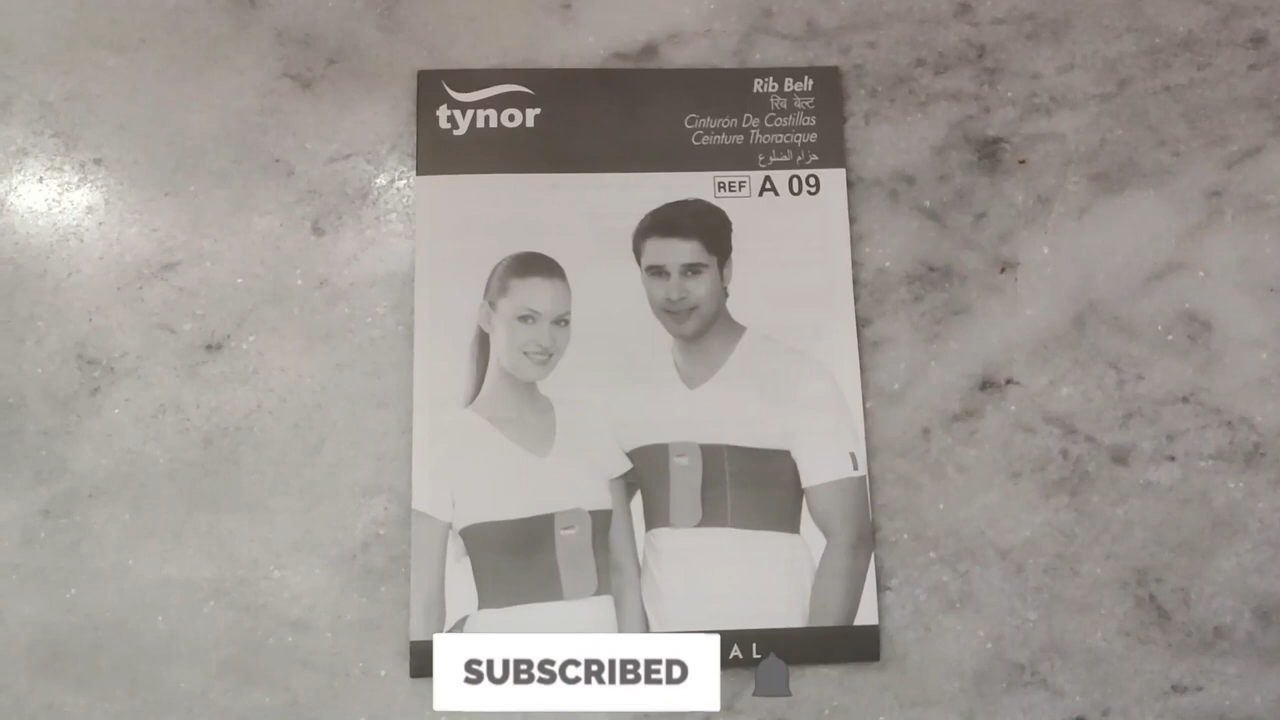 tynor
Rib Belt
रिब बेल्ट
Cinturón De Costillas
Ceinture Thoracique
حزام الضلوع
REF A 09
AL
SUBSCRIBED